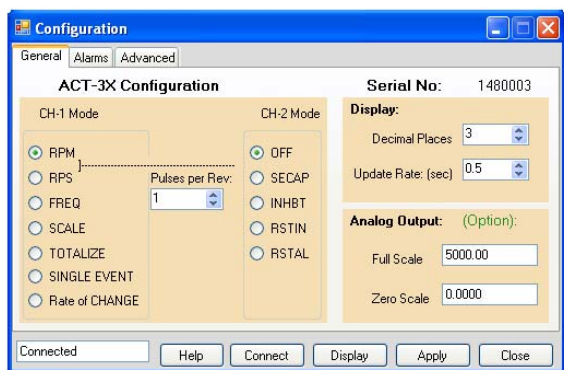 Configuration
General Alarms Advanced
ACT-3X Configuration
Serial No: 1480003
CH-1 Mode
RPM
RPS
FREQ
SCALE
TOTALIZE
SINGLE EVENT
Rate of CHANGE
Pulses per Rev:
1
CH-2 Mode
OFF
SECAP
INHBT
RSTIN
RSTAL
Display:
Decimal Places 3
Update Rate: (sec) 0.5
Analog Output: (Option):
Full Scale 5000.00
Zero Scale 0.0000
Connected Help Connect Display Apply Close